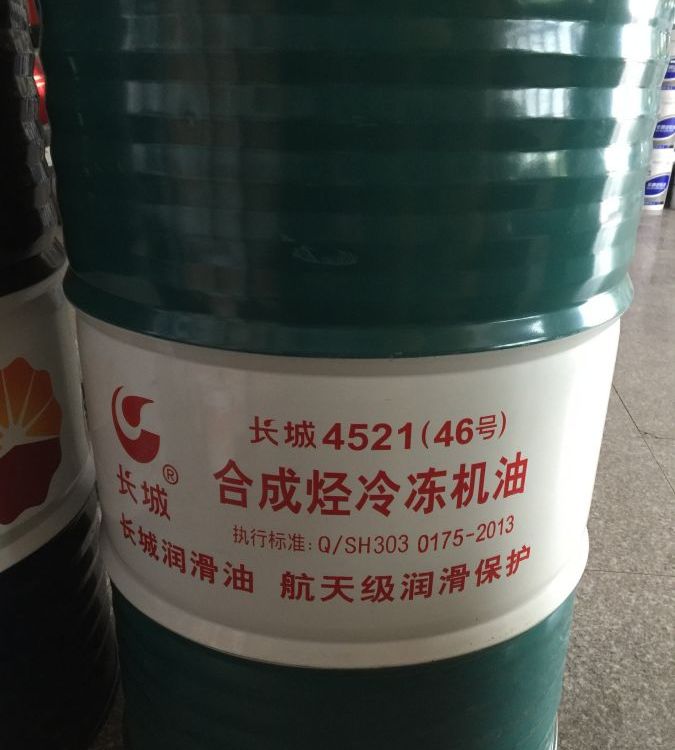 长城4521(46号)
长城®
合成烃冷冻机油
执行标准: Q/SH303 0175-2013
长城润滑油 航天级润滑保护